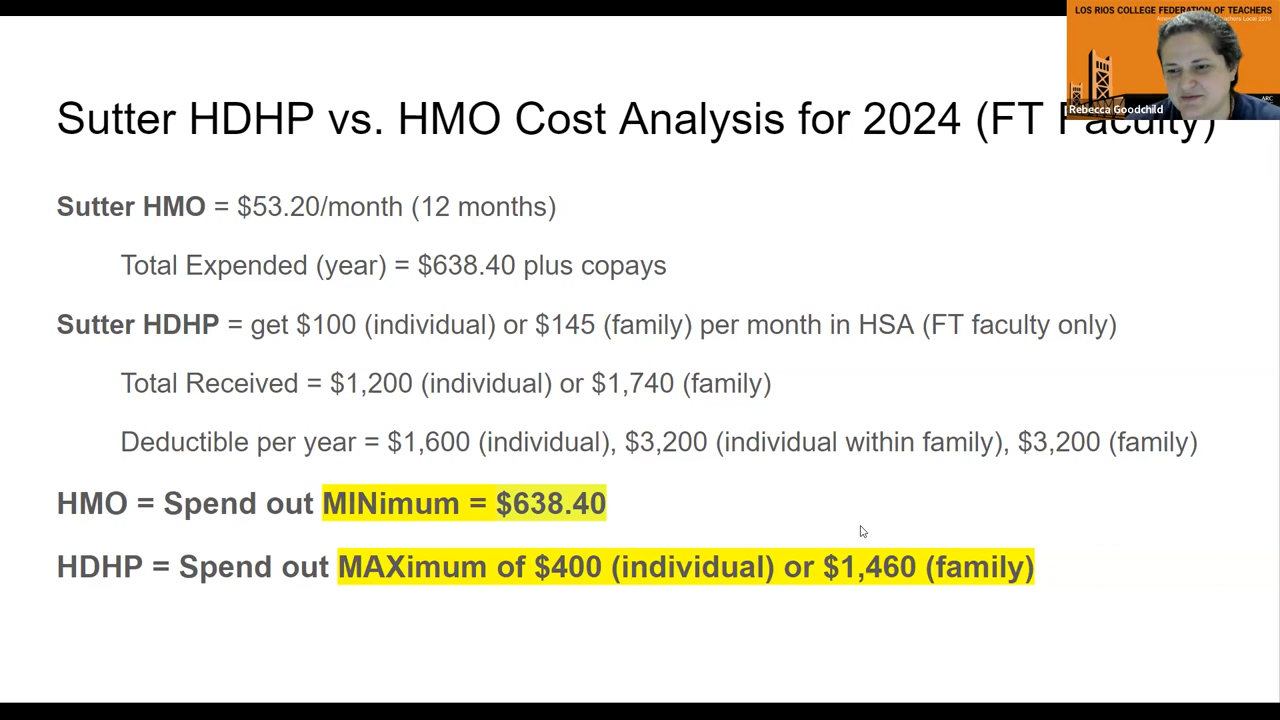 LOS RIOS COLLEGE FEDERATION OF TEACHERS
Rebecca Goodchild
ARC
Sutter HDHP vs. HMO Cost Analysis for 2024 (FT Faculty)
Sutter HMO = $53.20/month (12 months)
Total Expended (year) = $638.40 plus copays
Sutter HDHP = get $100 (individual) or $145 (family) per month in HSA (FT faculty only)
Total Received = $1,200 (individual) or $1,740 (family)
Deductible per year = $1,600 (individual), $3,200 (individual within family), $3,200 (family)
HMO = Spend out MINimum = $638.40
HDHP = Spend out MAXimum of $400 (individual) or $1,460 (family)